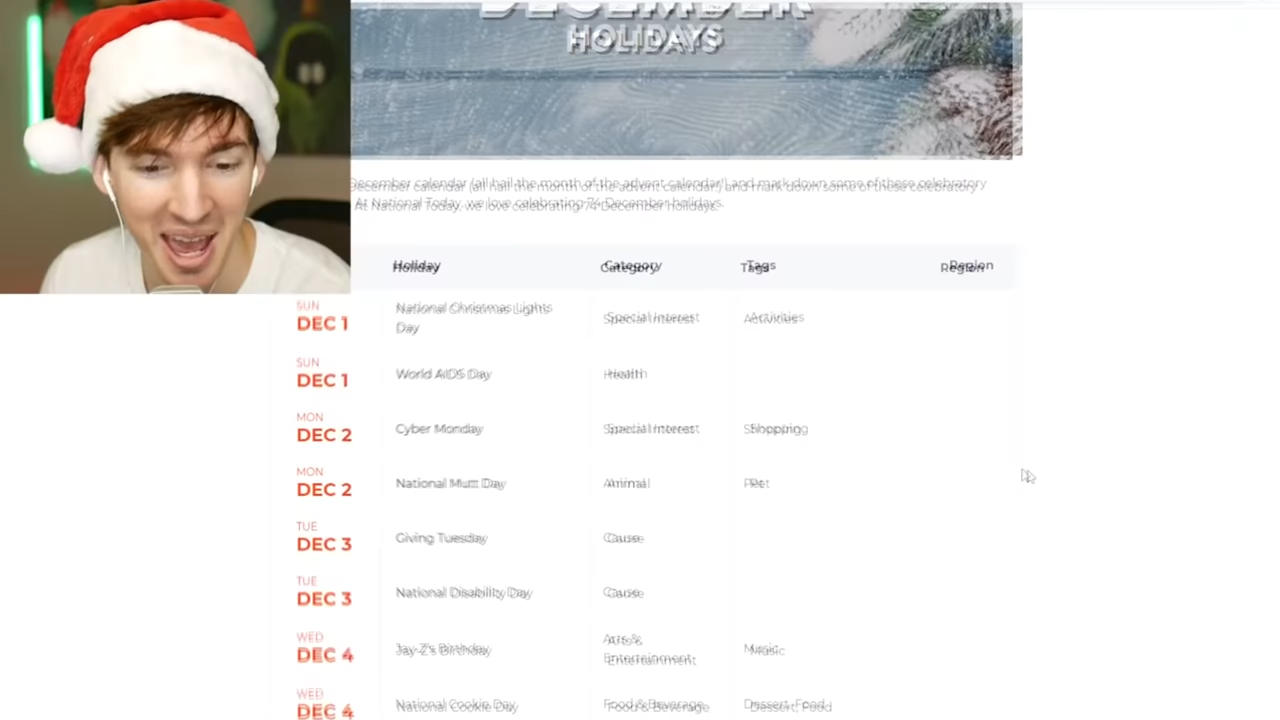 DECEMBER
HOLIDAYS
December calendar (all hail the month of the advent calendar!) and mark down some of these celebratory
At National Today, we love celebrating 74 December holidays.
Holiday Category Tags Region
SUN
DEC 1 National Christmas Lights Day Special Interest Activities
SUN
DEC 1 World AIDS Day Health
MON
DEC 2 Cyber Monday Special Interest Shopping
MON
DEC 2 National Mutt Day Animal Pet
TUE
DEC 3 Giving Tuesday Cause
TUE
DEC 3 National Disability Day Cause
WED
DEC 4 Jay-Z's Birthday Arts & Entertainment Music
WED
DEC 4 National Cookie Day Food & Beverage Dessert, Food